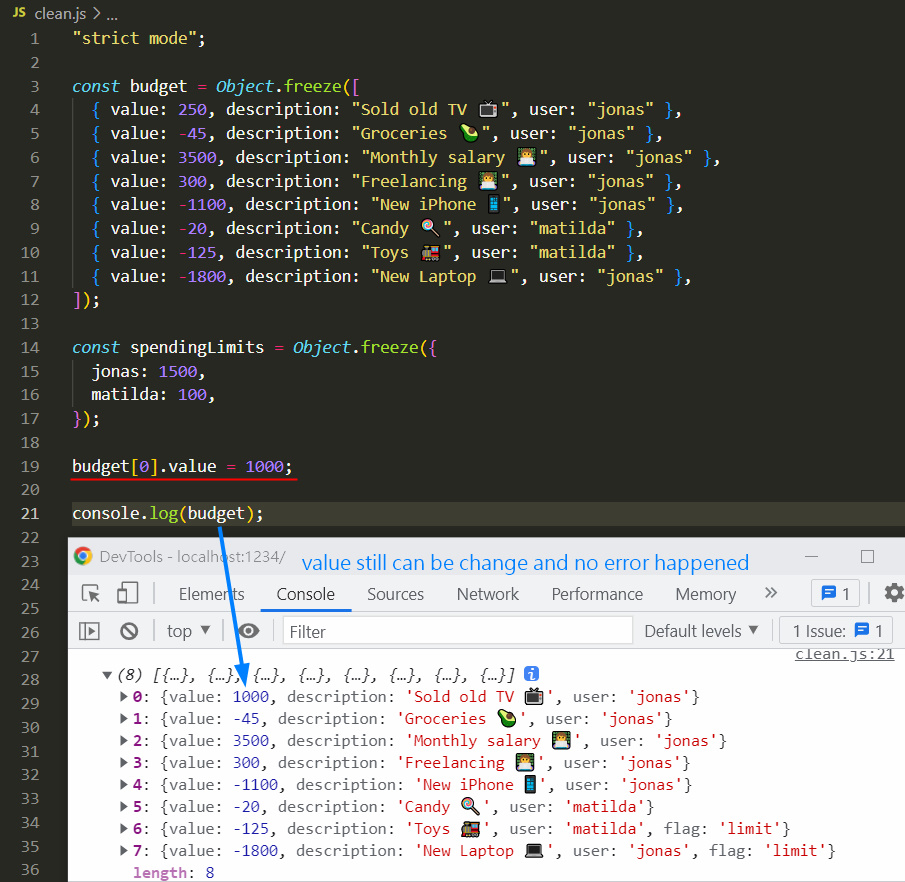 JS clean.js > ...
1 "strict mode";
2
3 const budget = Object.freeze([
4 { value: 250, description: "Sold old TV 📺", user: "jonas" },
5 { value: -45, description: "Groceries 🥑", user: "jonas" },
6 { value: 3500, description: "Monthly salary 👩‍💻", user: "jonas" },
7 { value: 300, description: "Freelancing 👩‍💻", user: "jonas" },
8 { value: -1100, description: "New iPhone 📱", user: "jonas" },
9 { value: -20, description: "Candy 🍭", user: "matilda" },
10 { value: -125, description: "Toys 🚂", user: "matilda" },
11 { value: -1800, description: "New Laptop 💻", user: "jonas" },
12 ]);
13
14 const spendingLimits = Object.freeze({
15 jonas: 1500,
16 matilda: 100,
17 });
18
19 budget[0].value = 1000;
20
21 console.log(budget);
22
23
24
25
26
27
28
29
30
31
32
33
34
35
36
DevTools - localhost:1234/
value still can be change and no error happened
Elements Console Sources Network Performance Memory » 1
top ▼ Filter Default levels ▼ 1 Issue: 1
clean.js:21
▼(8) [{…}, {…}, {…}, {…}, {…}, {…}, {…}, {…}] i
▶0: {value: 1000, description: 'Sold old TV 📺', user: 'jonas'}
▶1: {value: -45, description: 'Groceries 🥑', user: 'jonas'}
▶2: {value: 3500, description: 'Monthly salary 👩‍💻', user: 'jonas'}
▶3: {value: 300, description: 'Freelancing 👩‍💻', user: 'jonas'}
▶4: {value: -1100, description: 'New iPhone 📱', user: 'jonas'}
▶5: {value: -20, description: 'Candy 🍭', user: 'matilda'}
▶6: {value: -125, description: 'Toys 🚂', user: 'matilda', flag: 'limit'}
▶7: {value: -1800, description: 'New Laptop 💻', user: 'jonas', flag: 'limit'}
length: 8